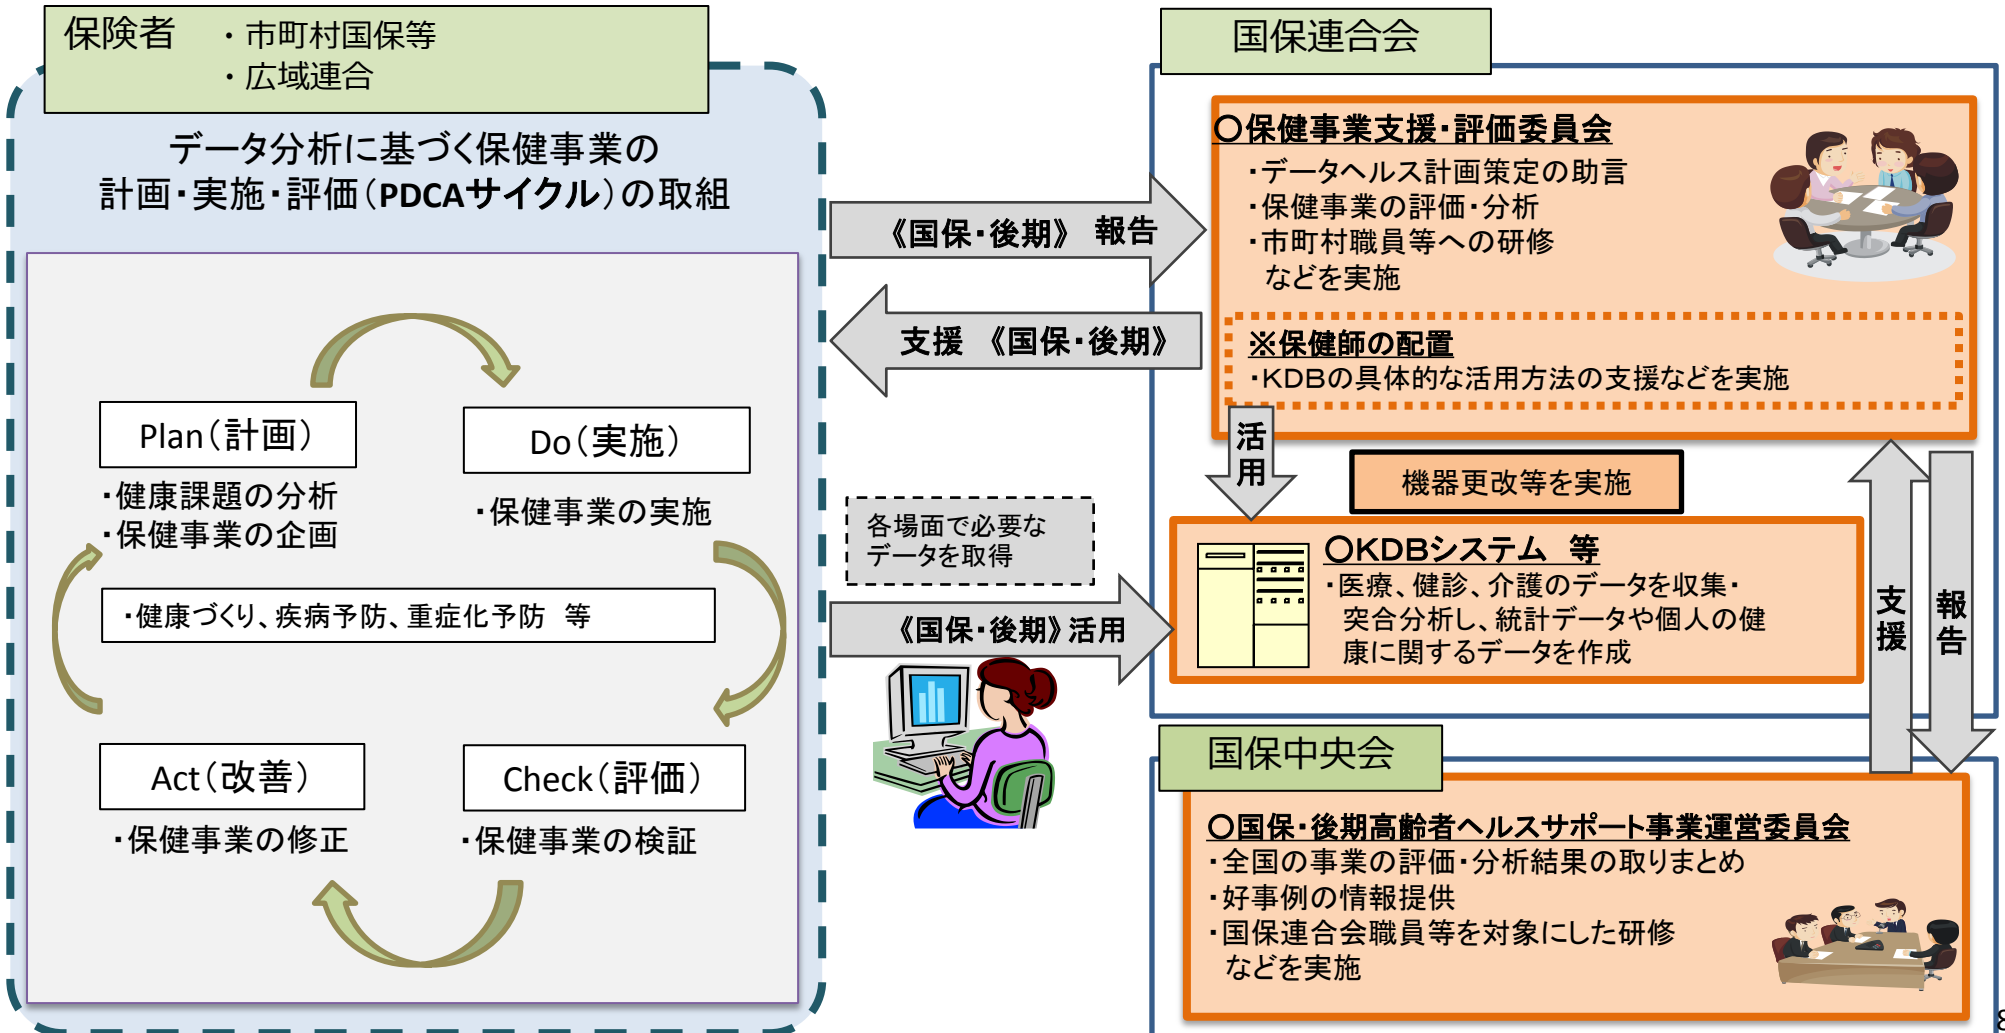 保険者　・市町村国保等
・広域連合
データ分析に基づく保健事業の
計画・実施・評価（PDCAサイクル）の取組
Plan（計画）
・健康課題の分析
・保健事業の企画
Do（実施）
・保健事業の実施
・健康づくり、疾病予防、重症化予防　等
Act（改善）
・保健事業の修正
Check（評価）
・保健事業の検証
《国保・後期》 報告
支援 《国保・後期》
各場面で必要な
データを取得
《国保・後期》活用
国保連合会
〇保健事業支援・評価委員会
・データヘルス計画策定の助言
・保健事業の評価・分析
・市町村職員等への研修
などを実施
※保健師の配置
・KDBの具体的な活用方法の支援などを実施
活用
機器更改等を実施
〇KDBシステム　等
・医療、健診、介護のデータを収集・
突合分析し、統計データや個人の健
康に関するデータを作成
支援
報告
国保中央会
〇国保・後期高齢者ヘルスサポート事業運営委員会
・全国の事業の評価・分析結果の取りまとめ
・好事例の情報提供
・国保連合会職員等を対象にした研修
などを実施
8